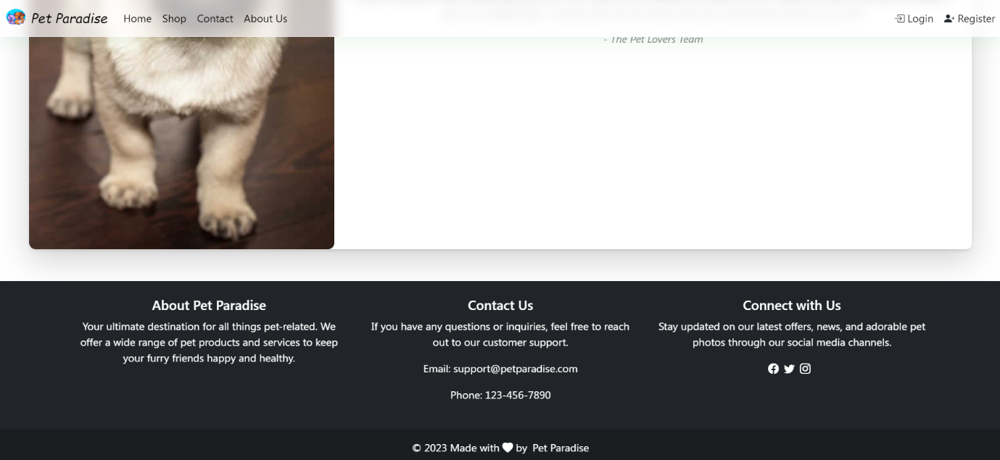 Pet Paradise Home Shop Contact About Us Login Register
- The Pet Lovers Team
About Pet Paradise
Your ultimate destination for all things pet-related. We
offer a wide range of pet products and services to keep
your furry friends happy and healthy.
Contact Us
If you have any questions or inquiries, feel free to reach
out to our customer support.
Email: support@petparadise.com
Phone: 123-456-7890
Connect with Us
Stay updated on our latest offers, news, and adorable pet
photos through our social media channels.
© 2023 Made with by Pet Paradise